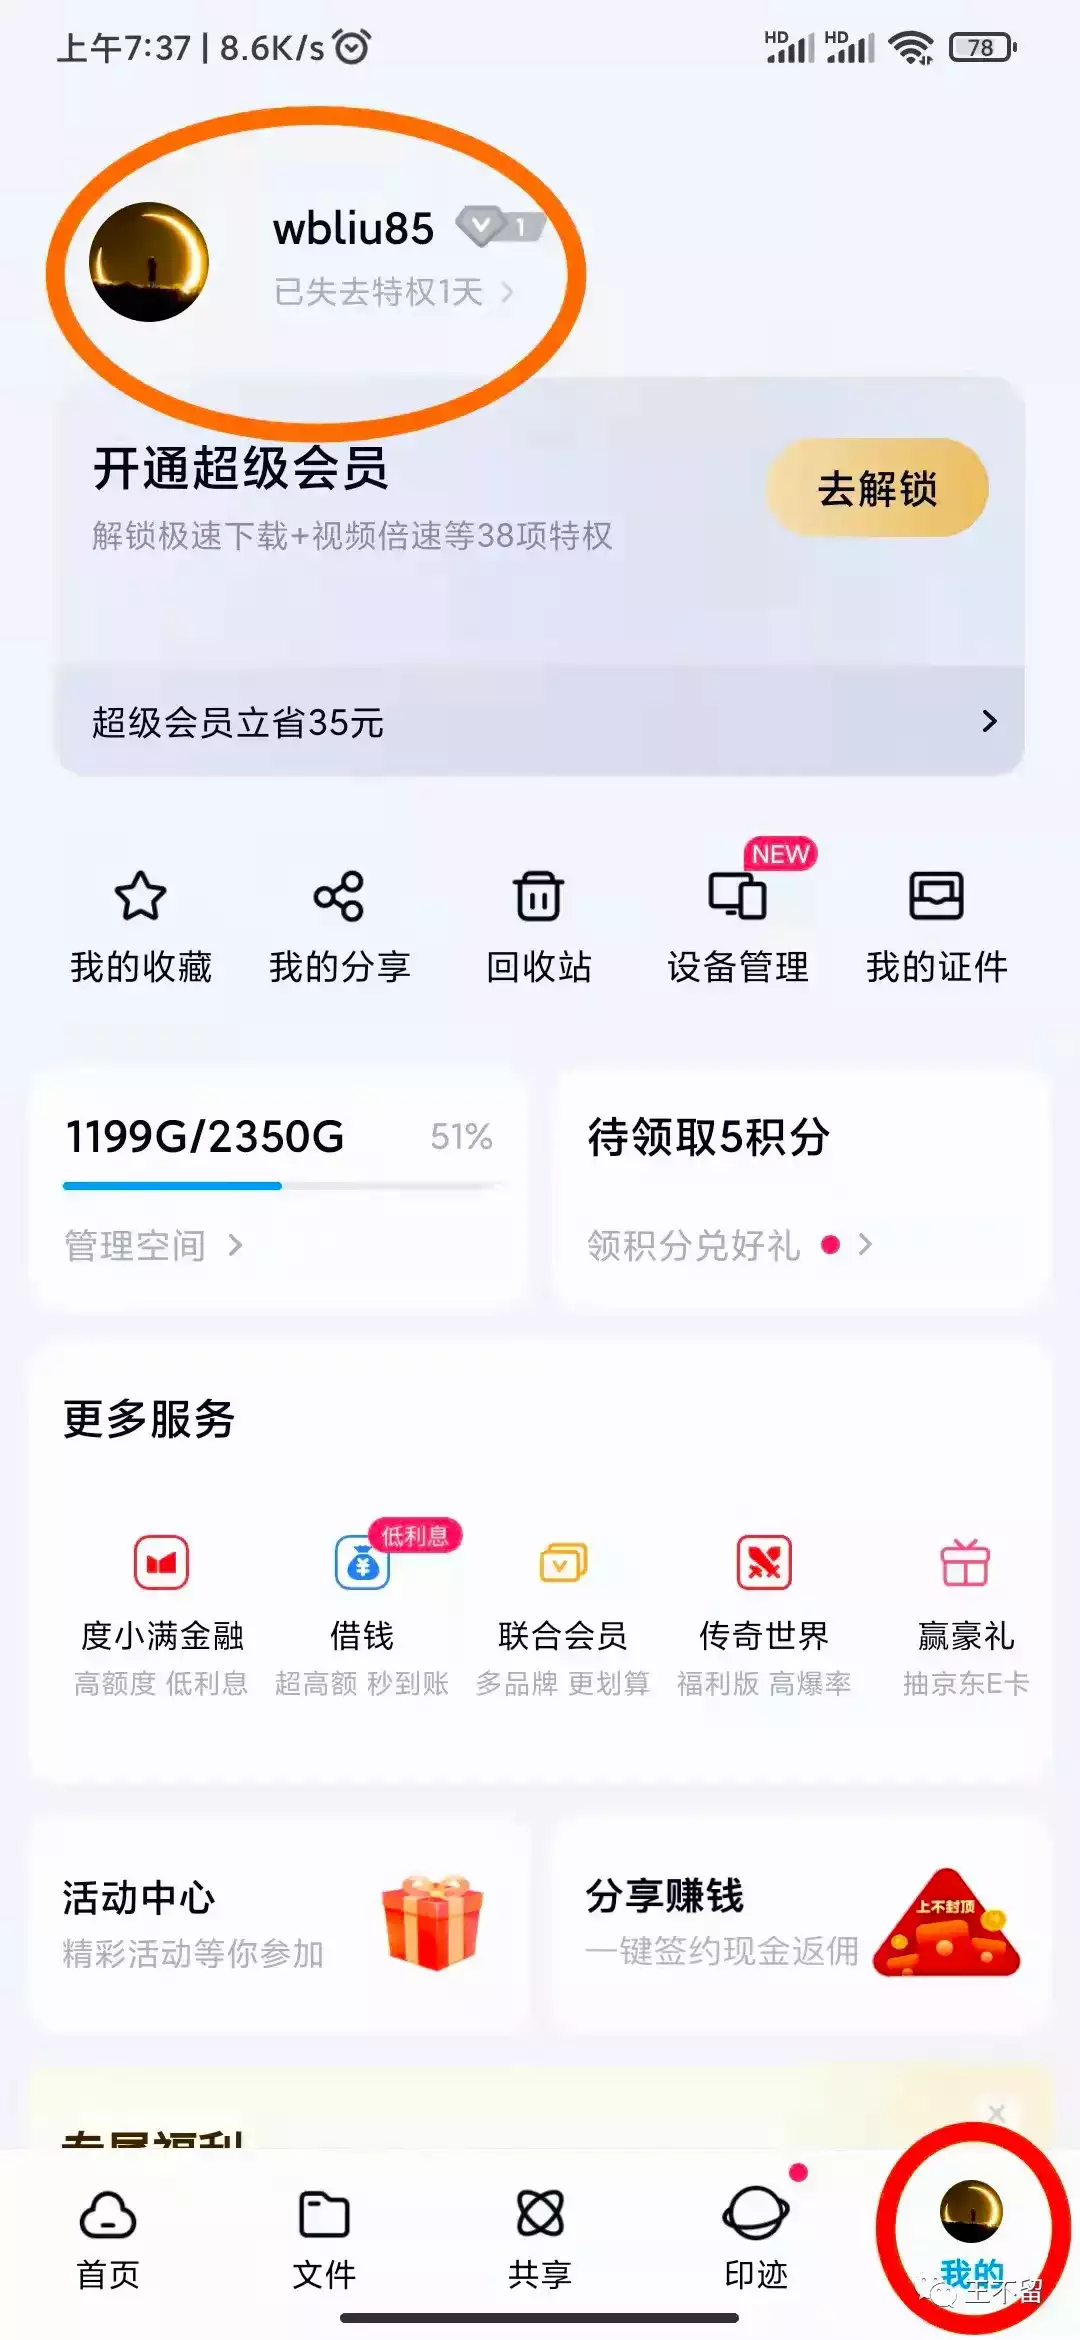 上午7:37 | 8.6K/s
HD HD 78
wbliu85 V 1
已失去特权1天
开通超级会员
去解锁
解锁极速下载+视频倍速等38项特权
超级会员立省35元
NEW
我的收藏 我的分享 回收站 设备管理 我的证件
1199G/2350G 51%
管理空间
待领取5积分
领积分兑好礼
更多服务
低利息
度小满金融 借钱 联合会员 传奇世界 赢豪礼
高额度 低利息 超高额 秒到账 多品牌 更划算 福利版 高爆率 抽京东E卡
活动中心
精彩活动等你参加
分享赚钱
一键签约现金返佣
上不封顶
专属福利
首页 文件 共享 印迹 我的
王不留